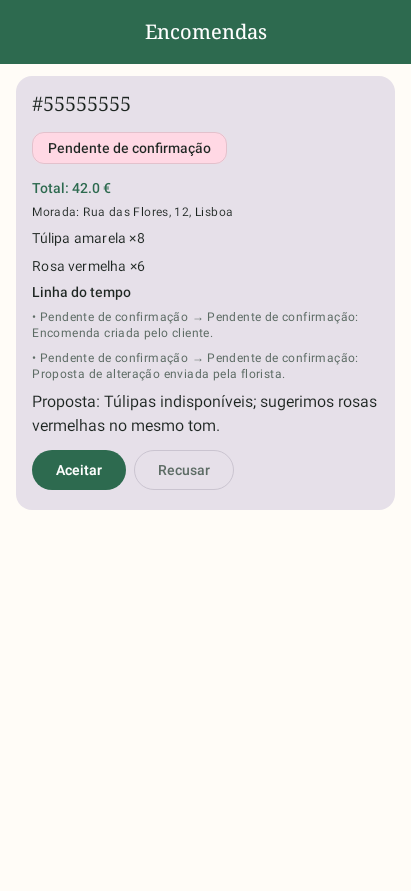 Encomendas
#55555555
Pendente de confirmação
Total: 42.0 €
Morada: Rua das Flores, 12, Lisboa
Túlipa amarela ×8
Rosa vermelha ×6
Linha do tempo
• Pendente de confirmação → Pendente de confirmação:
Encomenda criada pelo cliente.
• Pendente de confirmação → Pendente de confirmação:
Proposta de alteração enviada pela florista.
Proposta: Túlipas indisponíveis; sugerimos rosas
vermelhas no mesmo tom.
Aceitar
Recusar